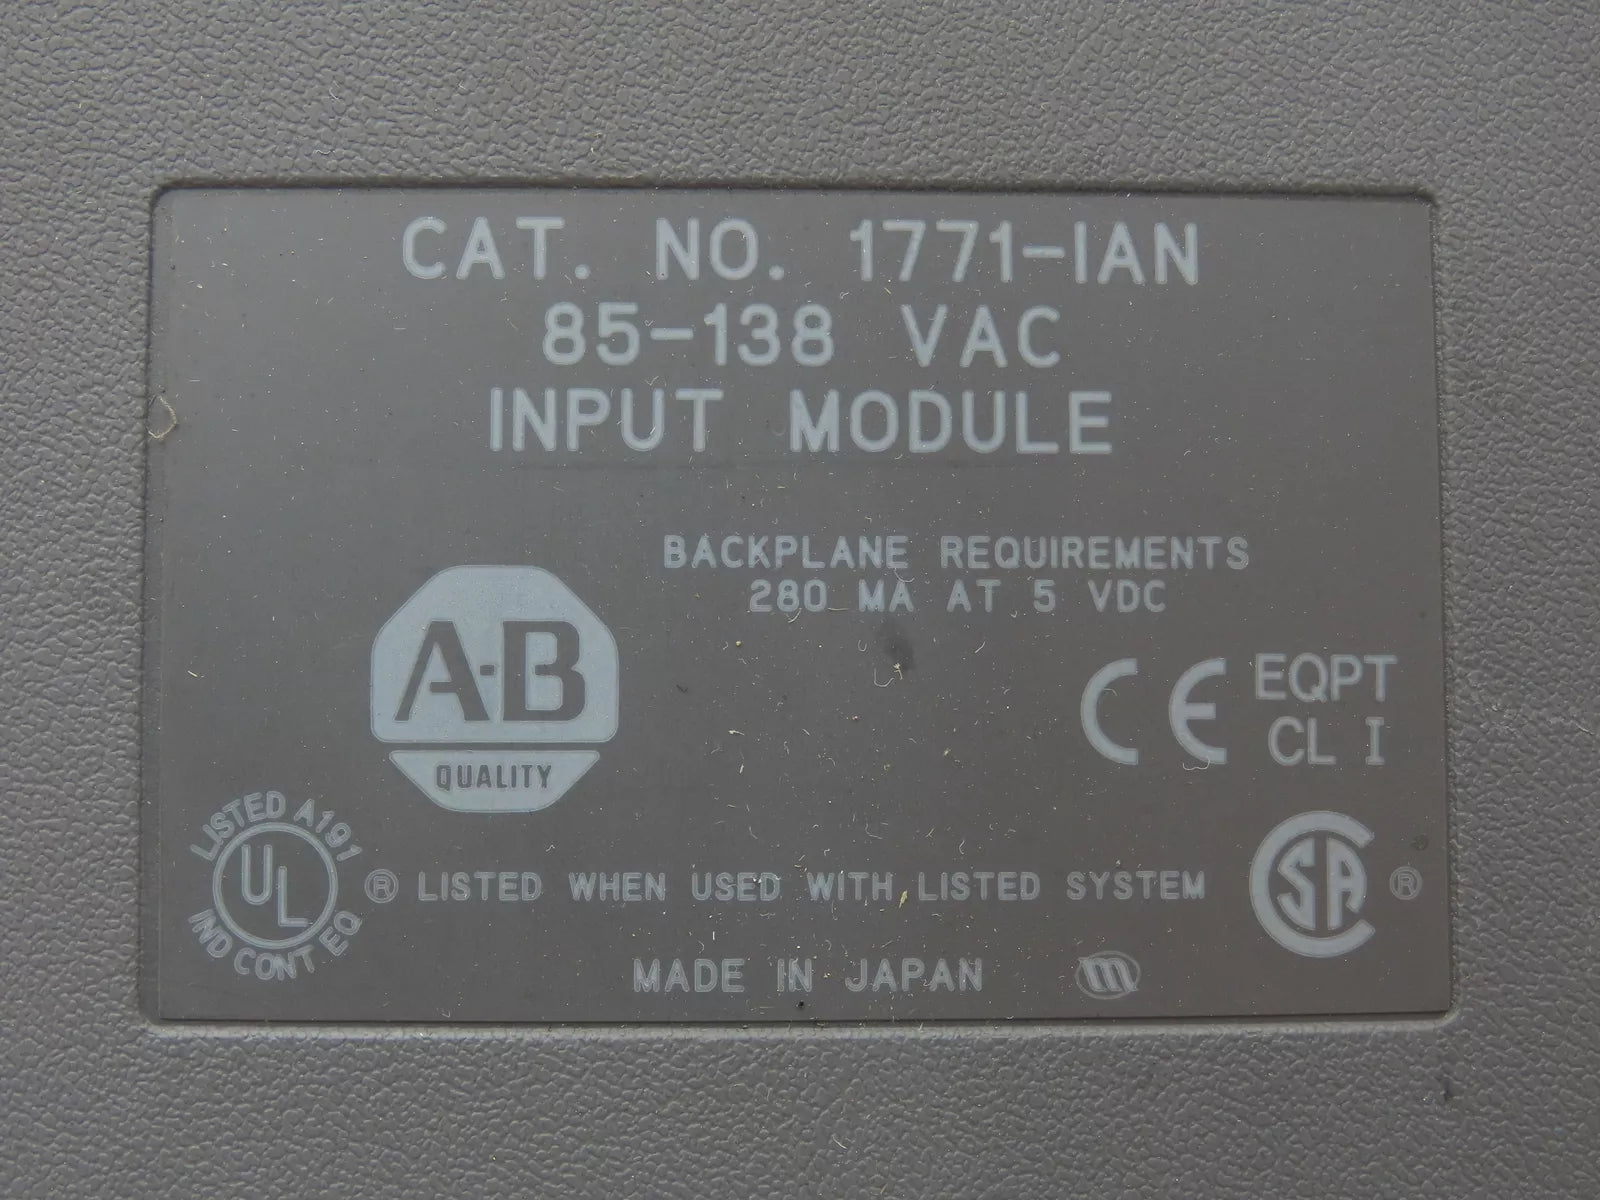 CAT. NO. 1771-IAN
85-138 VAC
INPUT MODULE
BACKPLANE REQUIREMENTS
280 MA AT 5 VDC
A-B
QUALITY
CE EQPT
CL I
LISTED A191
UL
IND CONT EQ
® LISTED WHEN USED WITH LISTED SYSTEM
CSA ®
MADE IN JAPAN